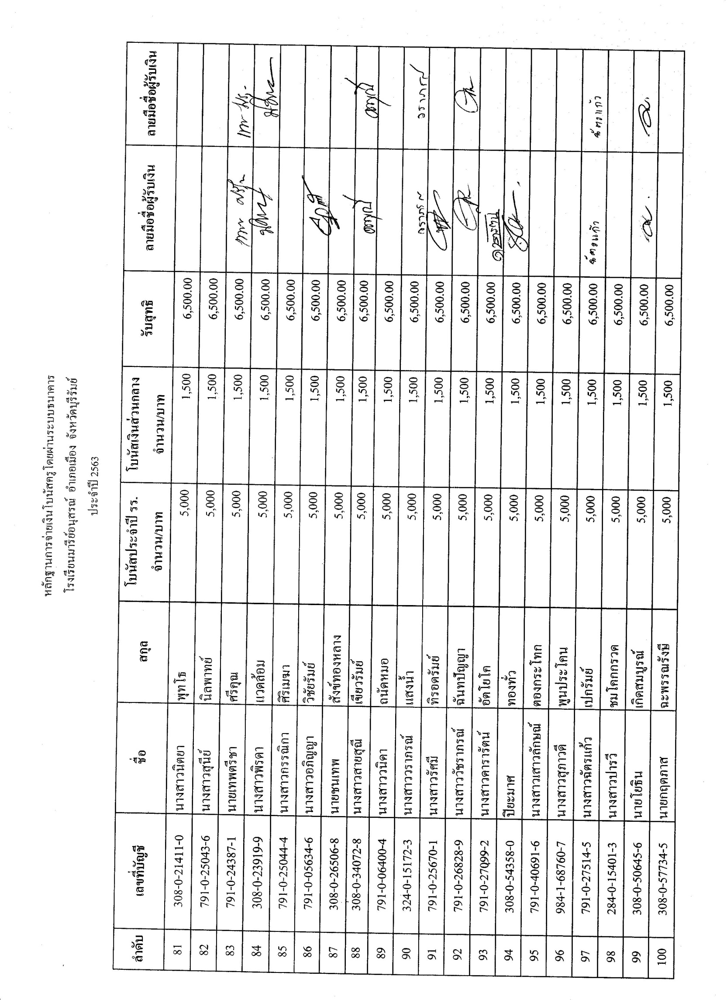 หลักฐานการจ่ายเงินโบนัสครูโดยผ่านระบบธนาคาร
โรงเรียนมารีย์อนุสรณ์ อำเภอเมือง จังหวัดบุรีรัมย์
ประจำปี 2563
ลำดับ เลขที่บัญชี ชื่อ สกุล โบนัสประจำปี รร. จำนวน/บาท โบนัสเงินส่วนกลาง จำนวน/บาท รับสุทธิ ลายมือชื่อผู้รับเงิน ลายมือชื่อผู้รับเงิน
81 308-0-21411-0 นางสาวนิตยา พุทโธ 5,000 1,500 6,500.00
82 791-0-25043-6 นางสาวสุนีย์ นิลพาทย์ 5,000 1,500 6,500.00
83 791-0-24387-1 นายเทพตรีชา ศรีคุณ 5,000 1,500 6,500.00
84 308-0-23919-9 นางสาวพิรดา แวดล้อม 5,000 1,500 6,500.00
85 791-0-25044-4 นางสาวกรรณิกา ศิริเมฆา 5,000 1,500 6,500.00
86 791-0-05634-6 นางสาวอภิญญา วิชัยรัมย์ 5,000 1,500 6,500.00
87 308-0-26506-8 นายชนเทพ สังข์ทองหลาง 5,000 1,500 6,500.00
88 308-0-34072-8 นางสาวสายสุณี เขียวรัมย์ 5,000 1,500 6,500.00
89 791-0-06400-4 นางสาววนิดา ถนัดหมอ 5,000 1,500 6,500.00
90 324-0-15172-3 นางสาววราภรณ์ แสงน้ำ 5,000 1,500 6,500.00 วราภรณ์ วราภรณ์
91 791-0-25670-1 นางสาวรัศมี ทิรอดรัมย์ 5,000 1,500 6,500.00
92 791-0-26828-9 นางสาววัชราภรณ์ ฉันทปัญญา 5,000 1,500 6,500.00
93 791-0-27099-2 นางสาวดารารัตน์ อัตโยโค 5,000 1,500 6,500.00
94 308-0-54358-0 ปิยะมาศ ทองทั่ว 5,000 1,500 6,500.00
95 791-0-40691-6 นางสาวเสาวลักษณ์ ตองกระโทก 5,000 1,500 6,500.00
96 984-1-68760-7 นางสาวสุภาวดี พูนประโคน 5,000 1,500 6,500.00
97 791-0-27514-5 นางสาวฉัตรแก้ว เปกรัมย์ 5,000 1,500 6,500.00 ฉัตรแก้ว ฉัตรแก้ว
98 284-0-15401-3 นางสาวปารวี ชมโคกกรวด 5,000 1,500 6,500.00
99 308-0-50645-6 นายโยธิน เกิดสมบูรณ์ 5,000 1,500 6,500.00
100 308-0-57734-5 นายกฤตภาส ฉะพรรณรังษี 5,000 1,500 6,500.00